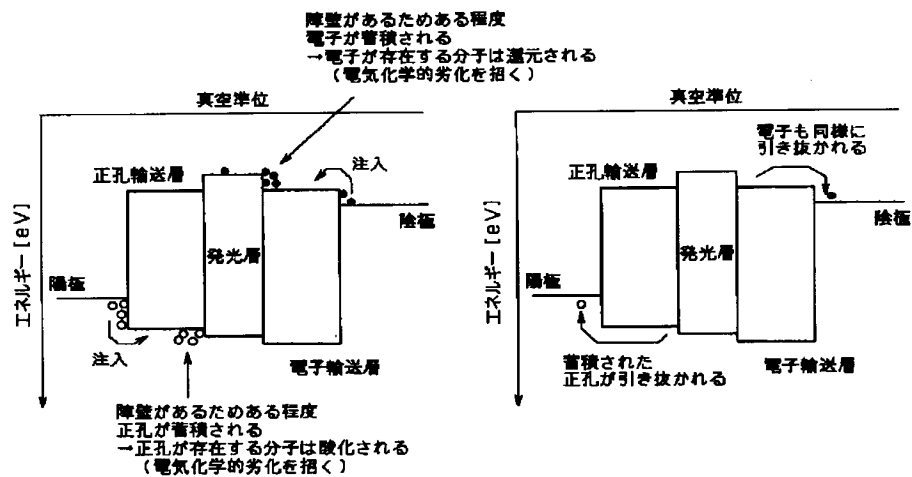 障壁があるためある程度
電子が蓄積される
→電子が存在する分子は還元される
(電気化学的劣化を招く)
真空準位
正孔輸送層
注入
陰極
エネルギー[eV]
発光層
陽極
注入
電子輸送層
障壁があるためある程度
正孔が蓄積される
→正孔が存在する分子は酸化される
(電気化学的劣化を招く)
真空準位
電子も同様に
引き抜かれる
正孔輸送層
陰極
エネルギー[eV]
発光層
陽極
蓄積された
正孔が引き抜かれる
電子輸送層